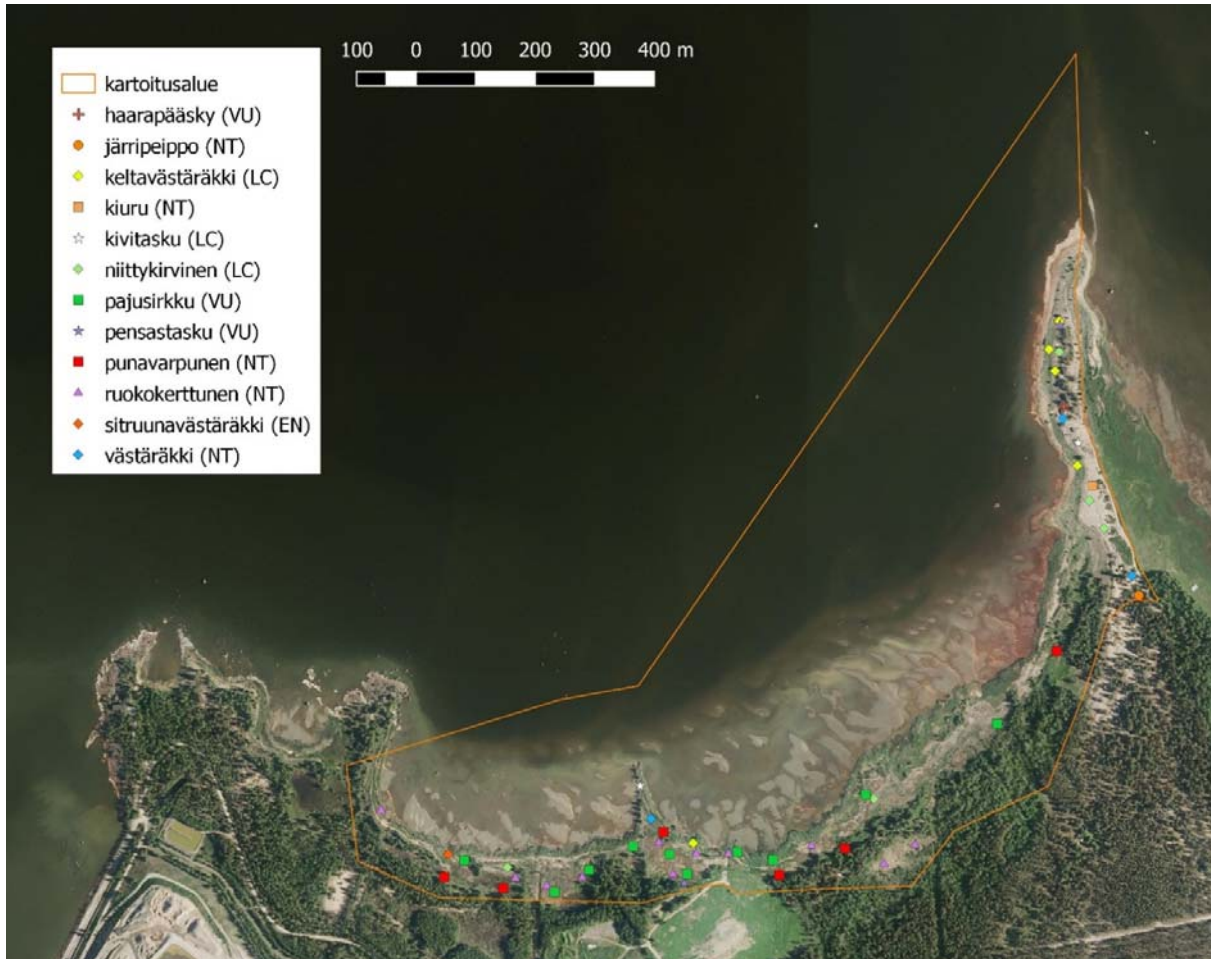 100 0 100 200 300 400 m
kartoitusalue
haarapääsky (VU)
järripeippo (NT)
keltavästäräkki (LC)
kiuru (NT)
kivitasku (LC)
niittykirvinen (LC)
pajusirkku (VU)
pensastasku (VU)
punavarpunen (NT)
ruokokerttunen (NT)
sitruunavästäräkki (EN)
västäräkki (NT)